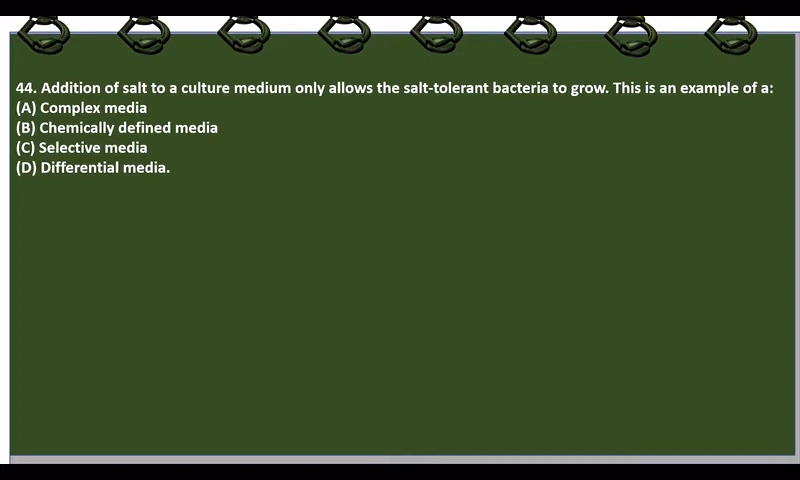 44. Addition of salt to a culture medium only allows the salt-tolerant bacteria to grow. This is an example of a:
(A) Complex media
(B) Chemically defined media
(C) Selective media
(D) Differential media.